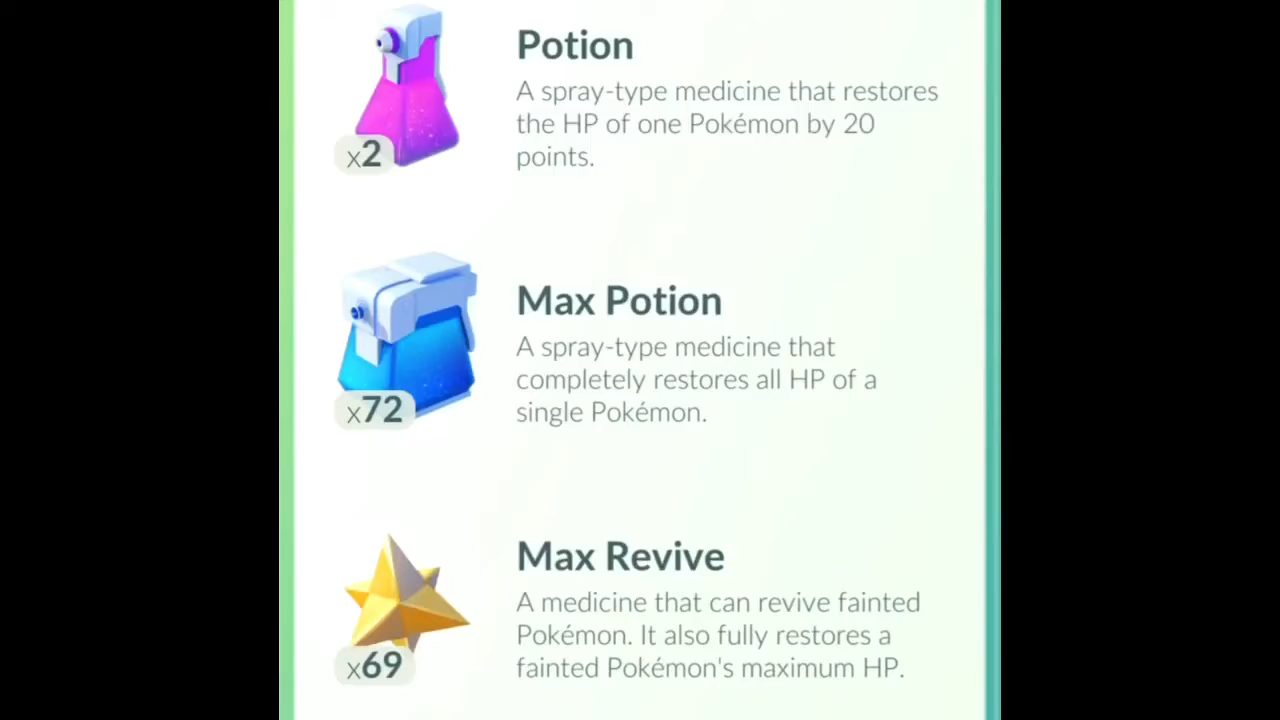 Potion
A spray-type medicine that restores
the HP of one Pokémon by 20
points.
x2
Max Potion
A spray-type medicine that
completely restores all HP of a
single Pokémon.
x72
Max Revive
A medicine that can revive fainted
Pokémon. It also fully restores a
fainted Pokémon's maximum HP.
x69